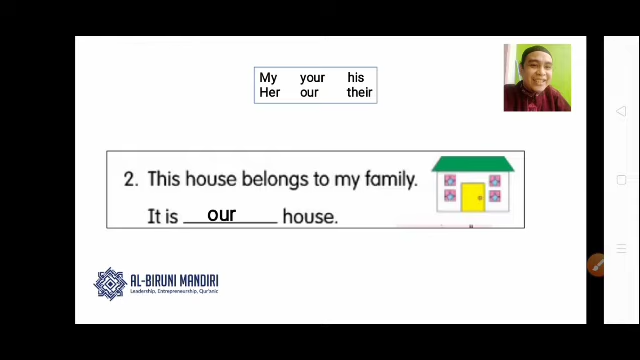 My your his
Her our their
2. This house belongs to my family.
It is our house.
AL-BIRUNI MANDIRI
Leadership, Entrepreneurship, Qur'anic